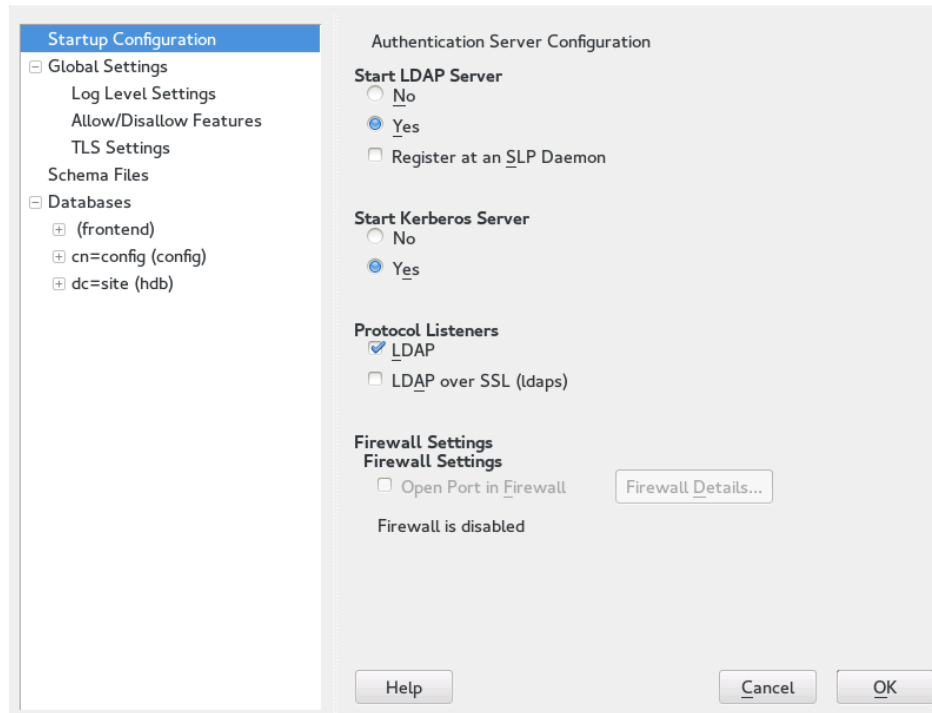 Startup Configuration
Global Settings
Log Level Settings
Allow/Disallow Features
TLS Settings
Schema Files
Databases
(frontend)
cn=config (config)
dc=site (hdb)
Authentication Server Configuration
Start LDAP Server
No
Yes
Register at an SLP Daemon
Start Kerberos Server
No
Yes
Protocol Listeners
LDAP
LDAP over SSL (ldaps)
Firewall Settings
Firewall Settings
Open Port in Firewall Firewall Details...
Firewall is disabled
Help Cancel OK